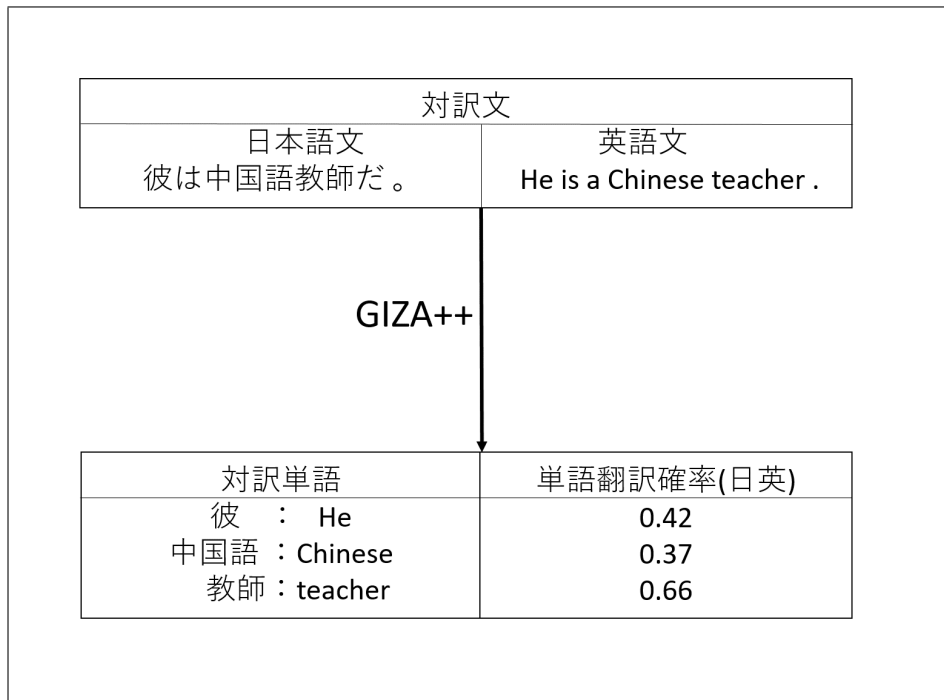 対訳文
日本語文 英語文
彼は中国語教師だ。 He is a Chinese teacher .
GIZA++
対訳単語 単語翻訳確率(日英)
彼 : He 0.42
中国語 : Chinese 0.37
教師 : teacher 0.66